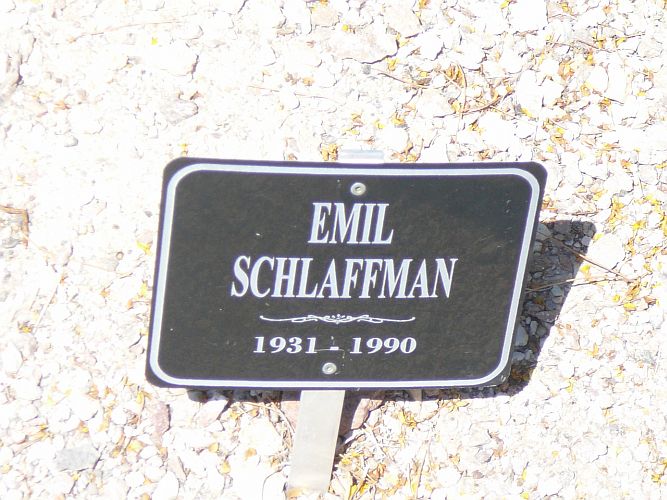 EMIL
SCHLAFFMAN
1931 - 1990